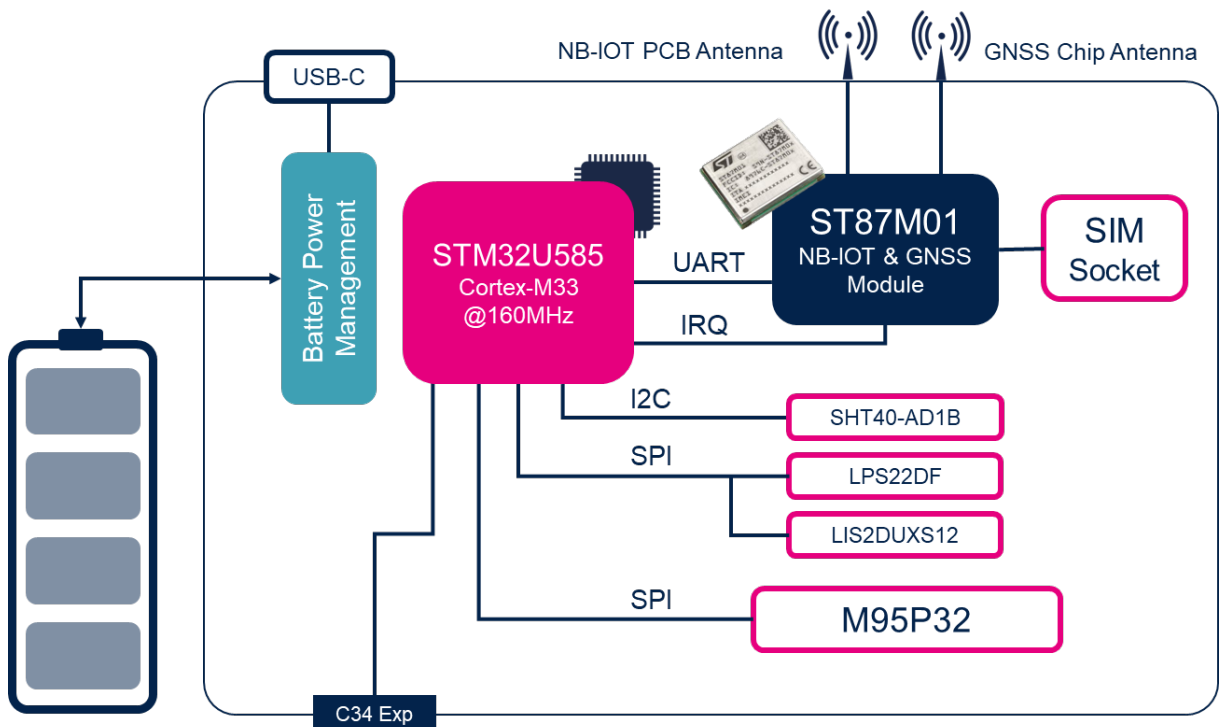 NB-IOT PCB Antenna
GNSS Chip Antenna
USB-C
Battery Power
Management
STM32U585
Cortex-M33
@160MHz
UART
IRQ
ST87M01
NB-IOT & GNSS
Module
SIM
Socket
I2C
SHT40-AD1B
SPI
LPS22DF
LIS2DUXS12
SPI
M95P32
C34 Exp